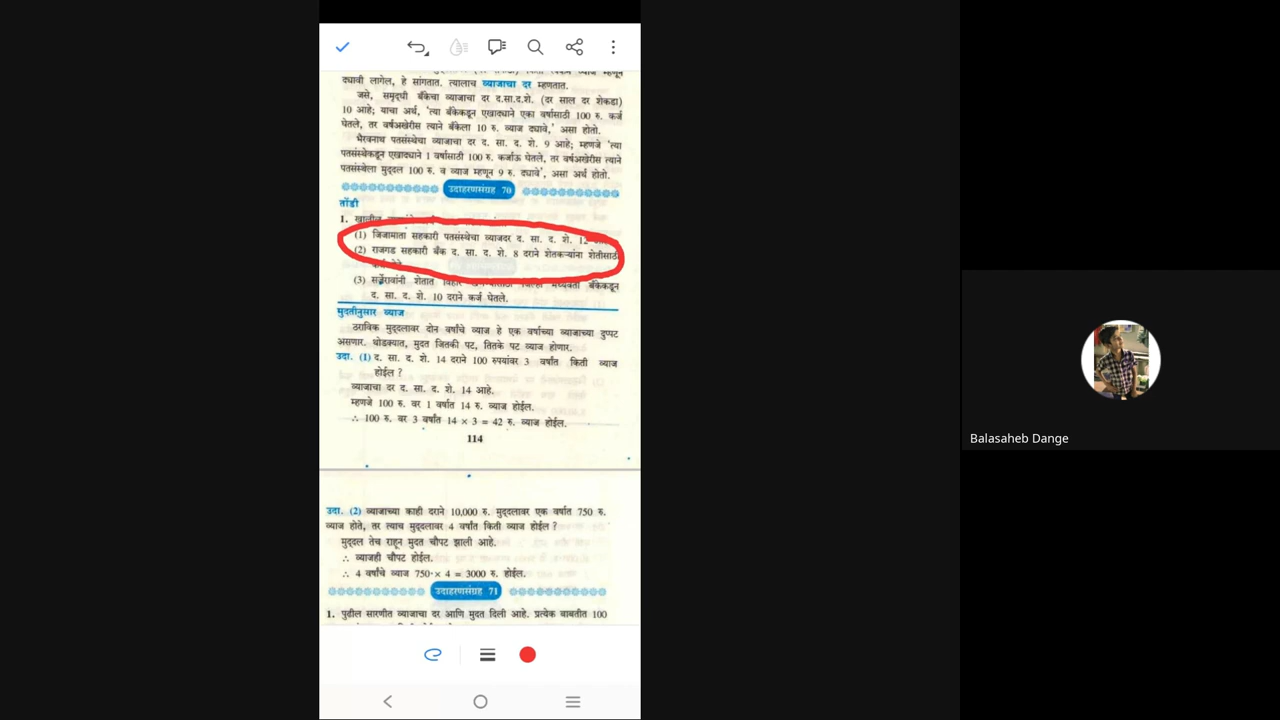 द्यावी लागेल, हे सांगतात. त्यालाच व्याजाचा दर म्हणतात.
जसे, समृद्धी बँकेचा व्याजाचा दर द.सा.द.शे. (दर साल दर शेकडा)
10 आहे; याचा अर्थ, 'त्या बँकेकडून एखाद्याने एका वर्षासाठी 100 रु. कर्ज
घेतले, तर वर्षअखेरीस त्याने बँकेला 10 रु. व्याज द्यावे,' असा होतो.
भैरवनाथ पतसंस्थेचा व्याजाचा दर द. सा. द. शे. 9 आहे; म्हणजे 'त्या
पतसंस्थेकडून एखाद्याने 1 वर्षासाठी 100 रु. कर्जाऊ घेतले, तर वर्षअखेरीस त्याने
पतसंस्थेला मुद्दल 100 रु. व व्याज म्हणून 9 रु. द्यावे', असा अर्थ होतो.
उदाहरणसंग्रह 70
तोंडी
1. खालील
(1) जिजामाता सहकारी पतसंस्थेचा व्याजदर द. सा. द. शे. 12
(2) राजगड सहकारी बँक द. सा. द. शे. 8 दराने शेतकऱ्यांना शेतीसाठी
(3) सर्जेरावांनी शेतात विहीर जिल्हा मध्यवर्ती बँकेकडून
द. सा. द. शे. 10 दराने कर्ज घेतले.
मुदतीनुसार व्याज
ठराविक मुद्दलावर दोन वर्षांचे व्याज हे एक वर्षाच्या व्याजाच्या दुप्पट
असणार. थोडक्यात, मुदत जितकी पट, तितके पट व्याज होणार.
उदा. (1) द. सा. द. शे. 14 दराने 100 रुपयांवर 3 वर्षांत किती व्याज
होईल ?
व्याजाचा दर द. सा. द. शे. 14 आहे.
म्हणजे 100 रु. वर 1 वर्षात 14 रु. व्याज होईल.
∴ 100 रु. वर 3 वर्षांत 14 × 3 = 42 रु. व्याज होईल.
114
उदा. (2) व्याजाच्या काही दराने 10,000 रु. मुद्दलावर एक वर्षात 750 रु.
व्याज होते, तर त्याच मुद्दलावर 4 वर्षांत किती व्याज होईल ?
मुद्दल तेच राहून मुदत चौपट झाली आहे.
∴ व्याजही चौपट होईल.
∴ 4 वर्षांचे व्याज 750 × 4 = 3000 रु. होईल.
उदाहरणसंग्रह 71
1. पुढील सारणीत व्याजाचा दर आणि मुदत दिली आहे. प्रत्येक बाबतीत 100
Balasaheb Dange